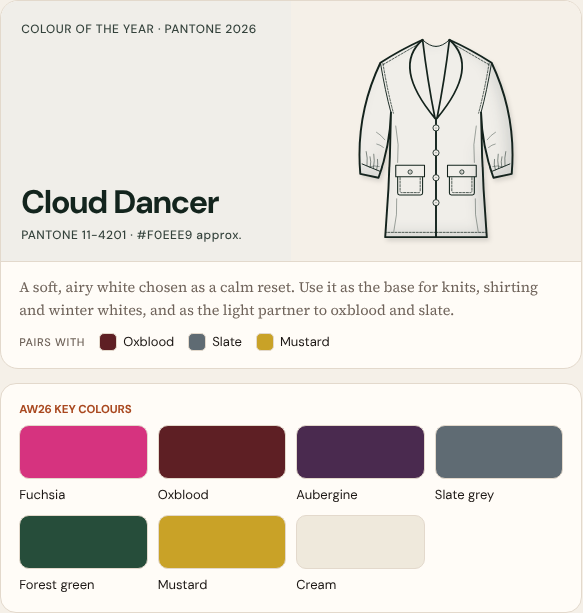 COLOUR OF THE YEAR · PANTONE 2026
Cloud Dancer
PANTONE 11-4201 · #F0EEE9 approx.
A soft, airy white chosen as a calm reset. Use it as the base for knits, shirting
and winter whites, and as the light partner to oxblood and slate.
PAIRS WITH Oxblood Slate Mustard
AW26 KEY COLOURS
Fuchsia Oxblood Aubergine Slate grey
Forest green Mustard Cream